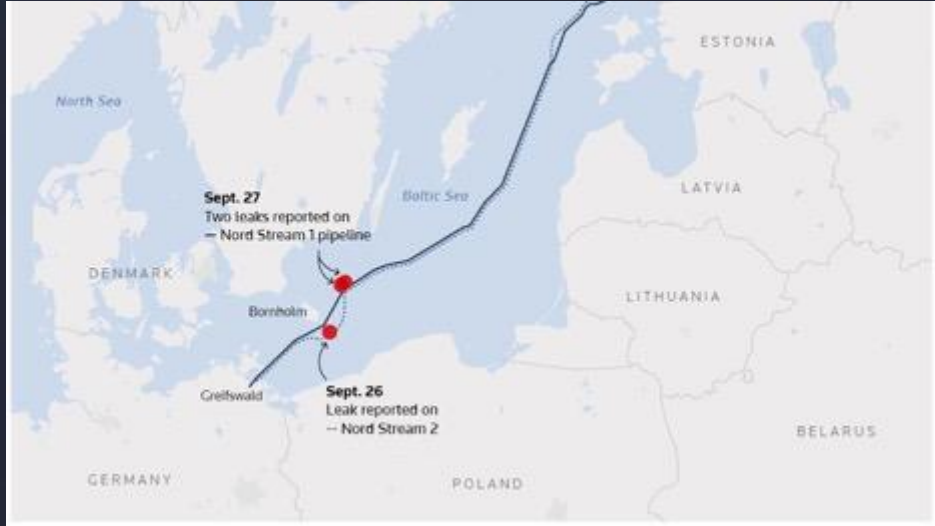 ESTONIA
North Sea
LATVIA
Sept. 27
Two leaks reported on
— Nord Stream 1 pipeline
Baltic Sea
DENMARK
LITHUANIA
Bornholm
Greifswald
Sept. 26
Leak reported on
-- Nord Stream 2
BELARUS
GERMANY
POLAND